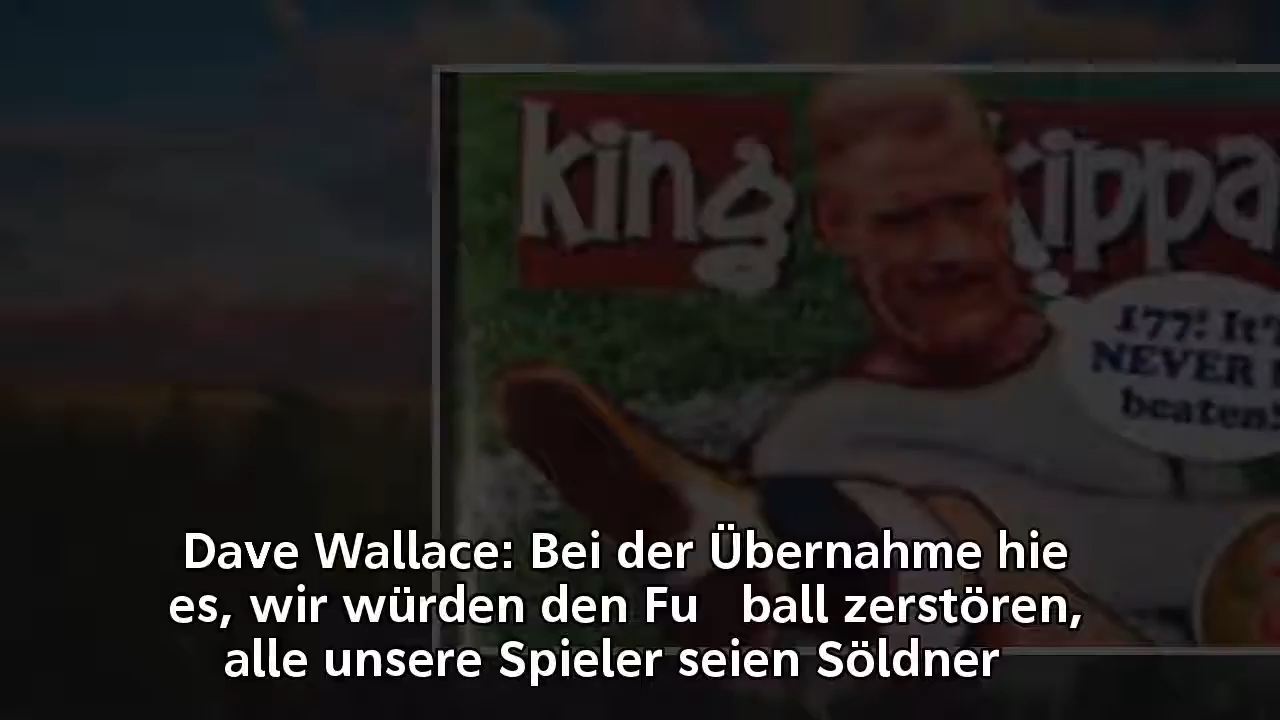 king kippa
177! It's
NEVER
beaten!
Dave Wallace: Bei der Übernahme hie
es, wir würden den Fu ball zerstören,
alle unsere Spieler seien Söldner